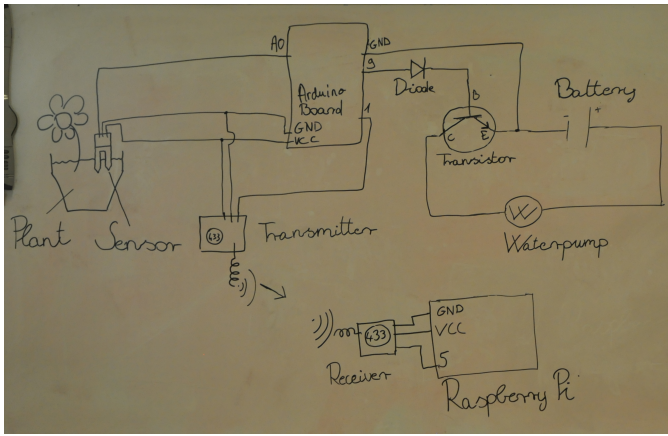 A0
GND
9
Arduino
Board
1
GND
VCC
Diode
B
C
E
Transistor
Battery
-
+
W
Waterpump
Plant
Sensor
433
Transmitter
433
Receiver
GND
VCC
5
Raspberry Pi